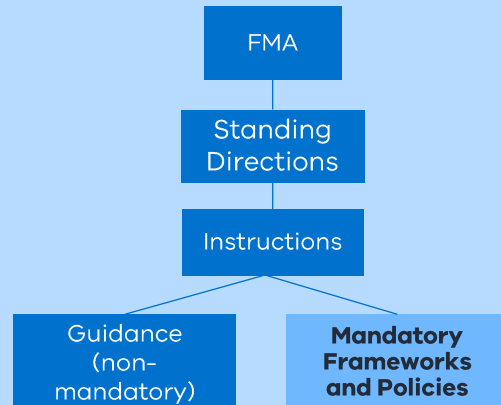 FMA
Standing
Directions
Instructions
Guidance
(non-
mandatory)
Mandatory
Frameworks
and Policies